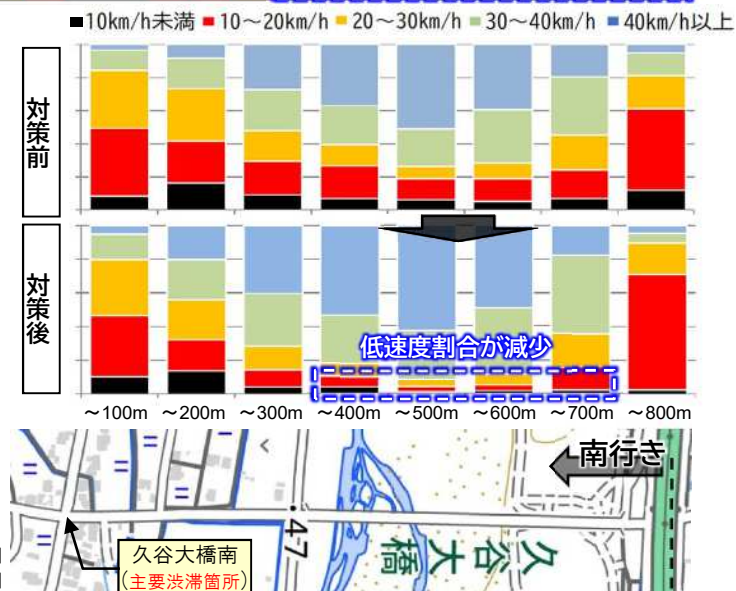 ■10km/h未満 ■10～20km/h ■20～30km/h ■30～40km/h ■40km/h以上
対策前
対策後
低速度割合が減少
～100m ～200m ～300m ～400m ～500m ～600m ～700m ～800m
南行き
47
久谷大橋
久谷大橋南
(主要渋滞箇所)